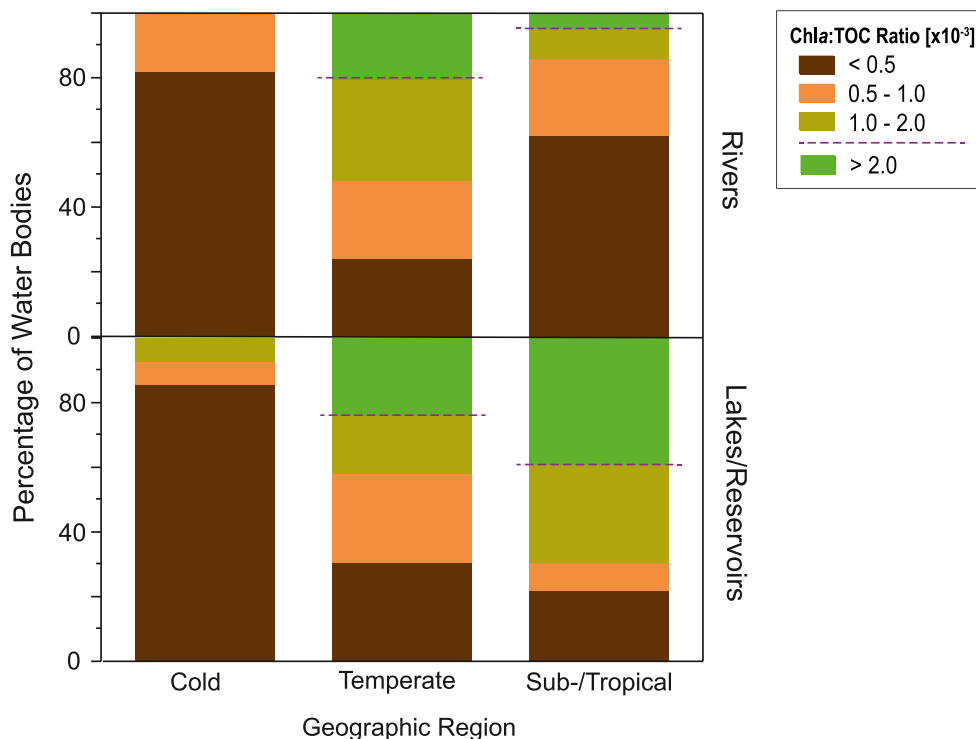 Percentage of Water Bodies
80
40
0
80
40
0
Rivers
Lakes/Reservoirs
Cold
Temperate
Sub-/Tropical
Geographic Region
Chla:TOC Ratio [x10⁻³]
< 0.5
0.5 - 1.0
1.0 - 2.0
> 2.0